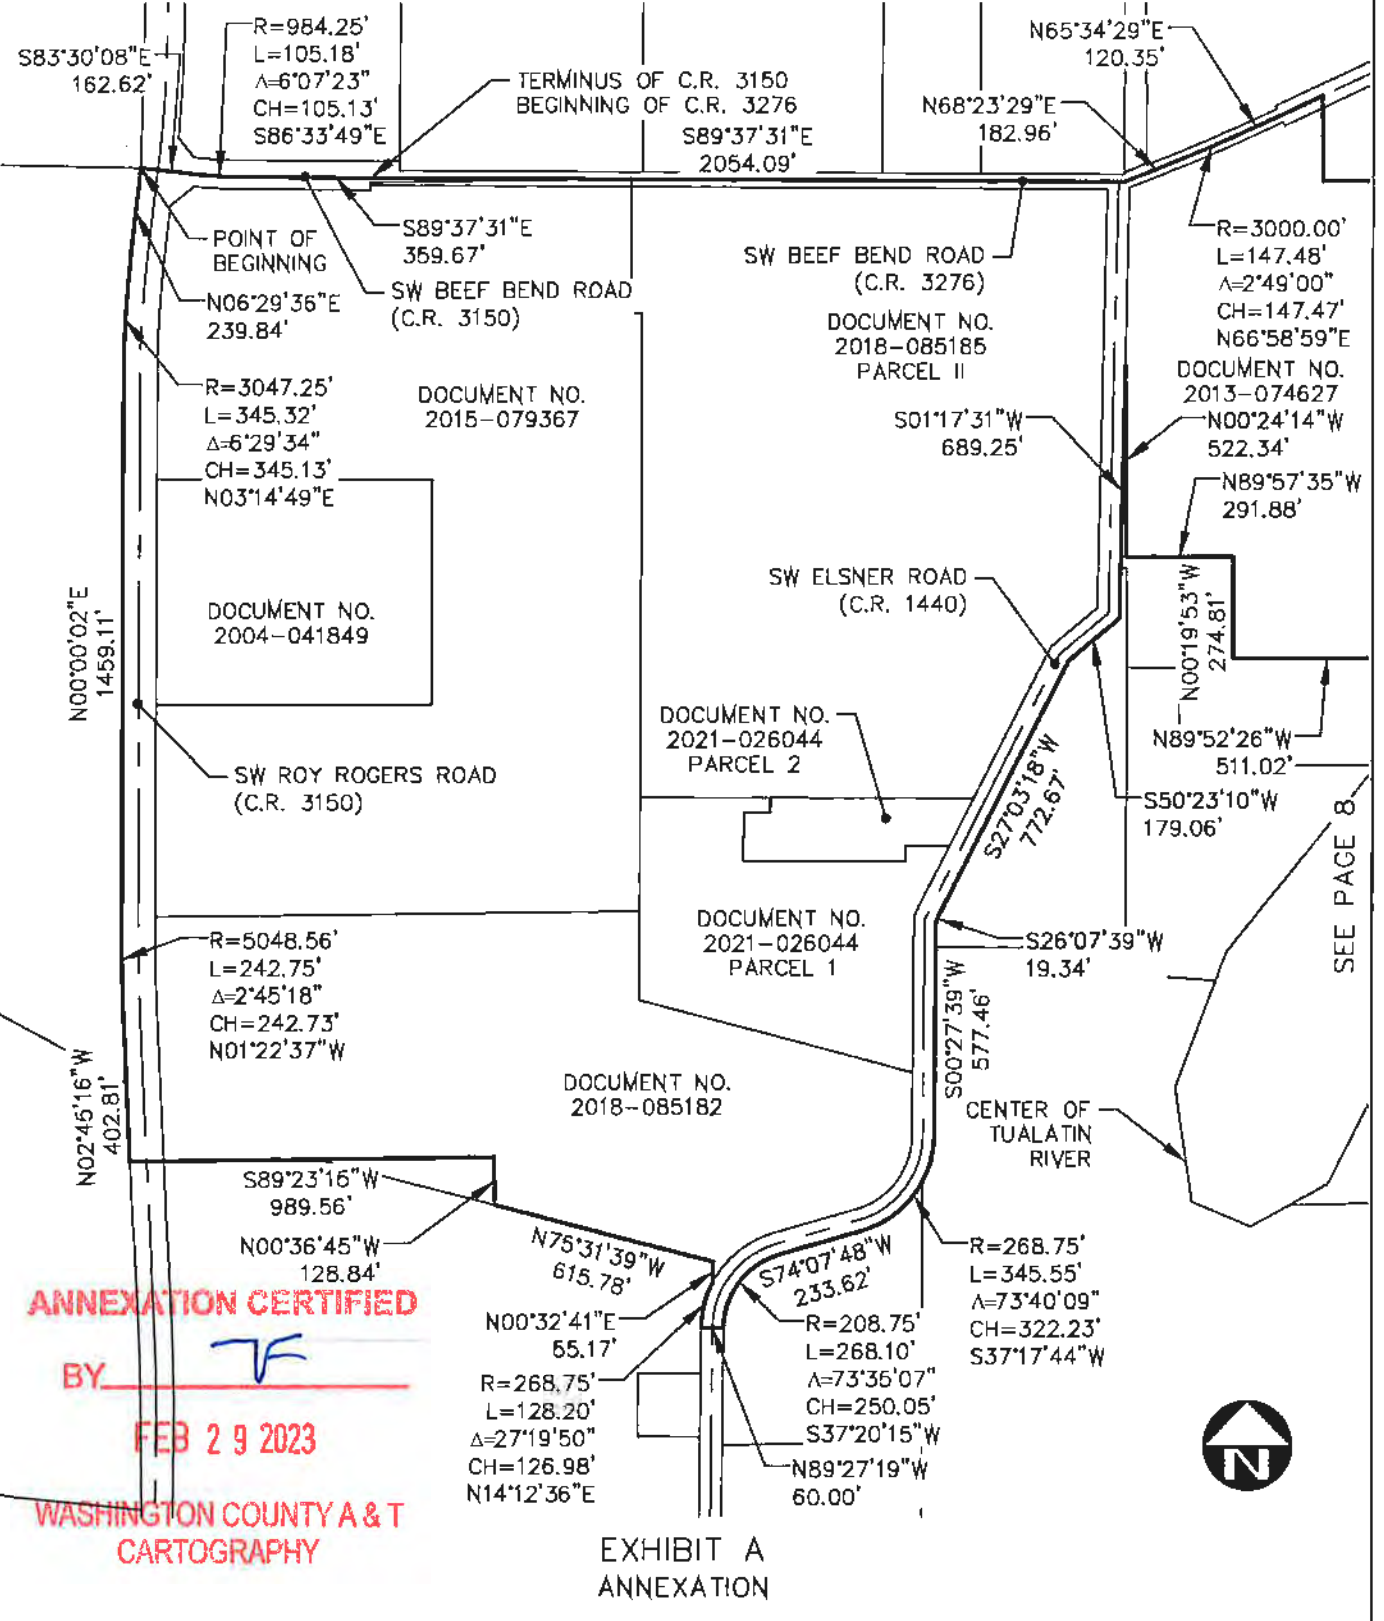 S83°30'08"E
162.62'
R=984.25'
L=105.18'
Δ=6°07'23"
CH=105.13'
S86°33'49"E
TERMINUS OF C.R. 3150
BEGINNING OF C.R. 3276
S89°37'31"E
2054.09'
N65°34'29"E
120.35'
N68°23'29"E
182.96'
POINT OF
BEGINNING
S89°37'31"E
359.67'
SW BEEF BEND ROAD
(C.R. 3150)
SW BEEF BEND ROAD
(C.R. 3276)
R=3000.00'
L=147.48'
Δ=2°49'00"
CH=147.47'
N66°58'59"E
N06°29'36"E
239.84'
DOCUMENT NO.
2018-085185
PARCEL II
DOCUMENT NO.
2013-074627
R=3047.25'
L=345.32'
Δ=6°29'34"
CH=345.13'
N03°14'49"E
DOCUMENT NO.
2015-079367
S01°17'31"W
689.25'
N00°24'14"W
522.34'
N89°57'35"W
291.88'
N00°00'02"E
1459.11'
DOCUMENT NO.
2004-041849
SW ELSNER ROAD
(C.R. 1440)
N00°19'53"W
274.81'
DOCUMENT NO.
2021-026044
PARCEL 2
N89°52'26"W
511.02'
SW ROY ROGERS ROAD
(C.R. 3150)
S27°03'18"W
772.67'
S50°23'10"W
179.06'
SEE PAGE 8
DOCUMENT NO.
2021-026044
PARCEL 1
S26°07'39"W
19.34'
R=5048.56'
L=242.75'
Δ=2°45'18"
CH=242.73'
N01°22'37"W
S00°27'39"W
577.46'
N02°45'16"W
402.81'
DOCUMENT NO.
2018-085182
CENTER OF
TUALATIN
RIVER
S89°23'16"W
989.56'
N00°36'45"W
128.84'
N75°31'39"W
615.78'
S74°07'48"W
233.62'
R=268.75'
L=345.55'
Δ=73°40'09"
CH=322.23'
S37°17'44"W
N00°32'41"E
55.17'
R=208.75'
L=268.10'
Δ=73°35'07"
CH=250.05'
S37°20'15"W
R=268.75'
L=128.20'
Δ=27°19'50"
CH=126.98'
N14°12'36"E
N89°27'19"W
60.00'
ANNEXATION CERTIFIED
BY
FEB 29 2023
WASHINGTON COUNTY A & T
CARTOGRAPHY
N
EXHIBIT A
ANNEXATION